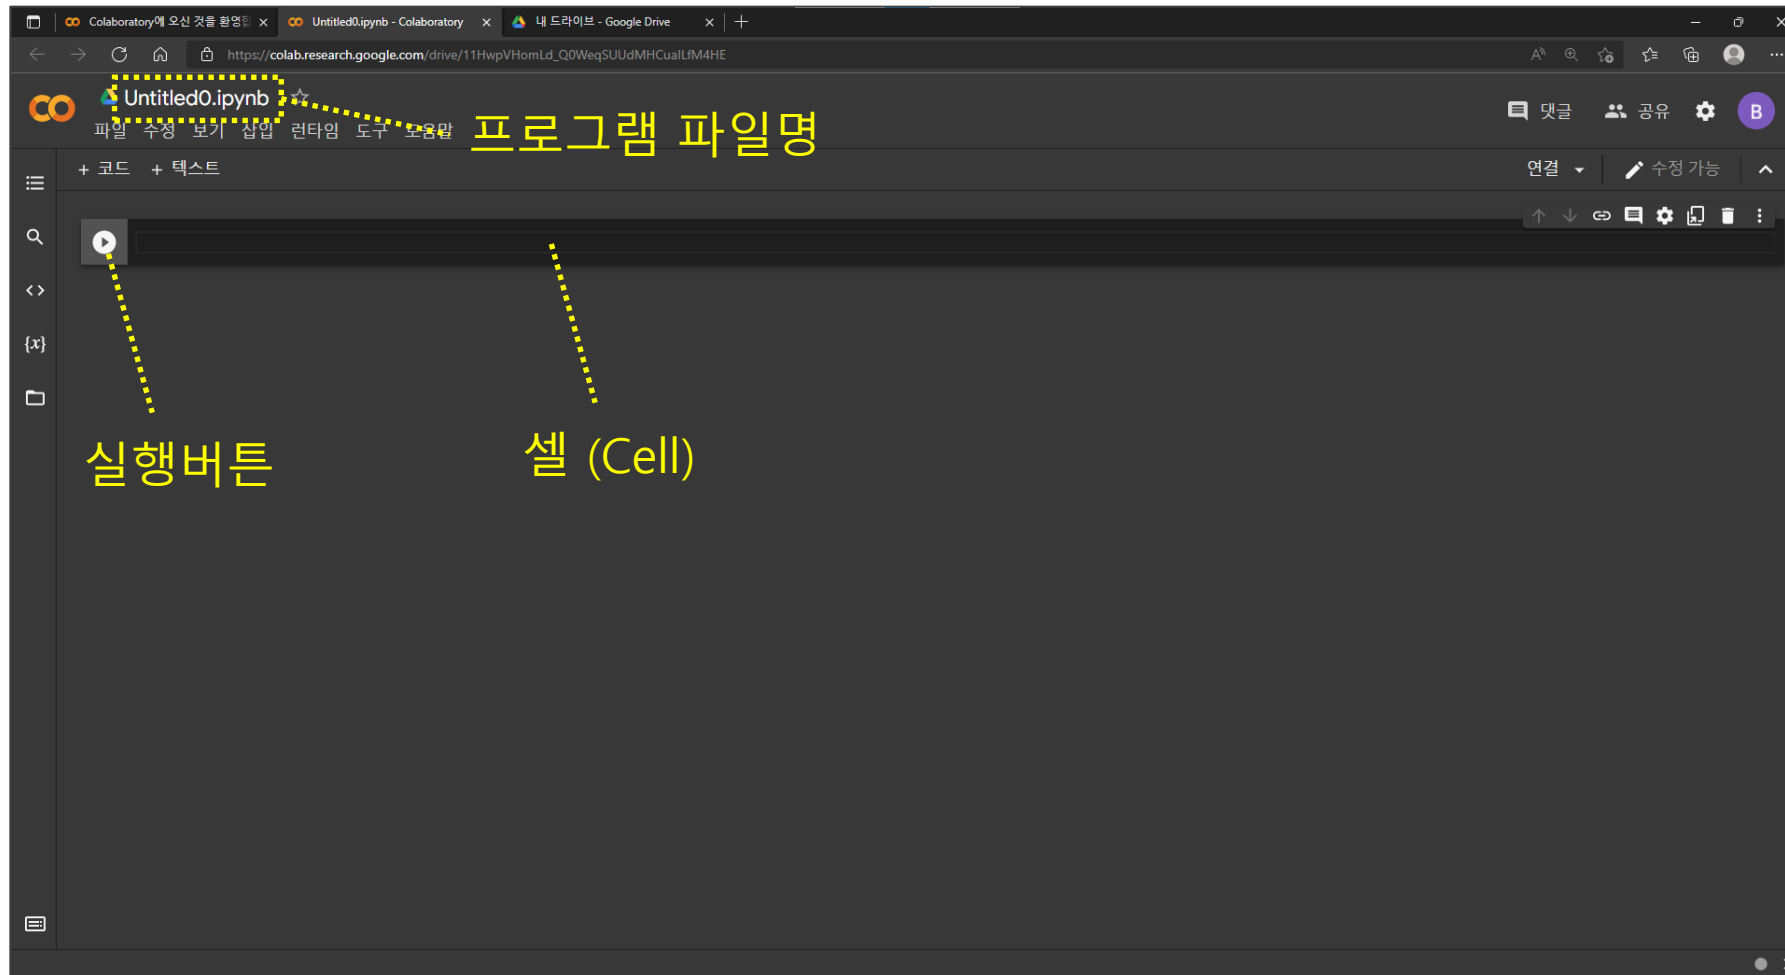 Colaboratory에 오신 것을 환영합
Untitled0.ipynb - Colaboratory
내 드라이브 - Google Drive
https://colab.research.google.com/drive/11HwpVHomLd_Q0WeqSUUdMHCualLfM4HE
Untitled0.ipynb
프로그램 파일명
파일 수정 보기 삽입 런타임 도구 도움말
댓글 공유 B
+ 코드 + 텍스트
연결 수정 가능
{x}
실행버튼
셀 (Cell)